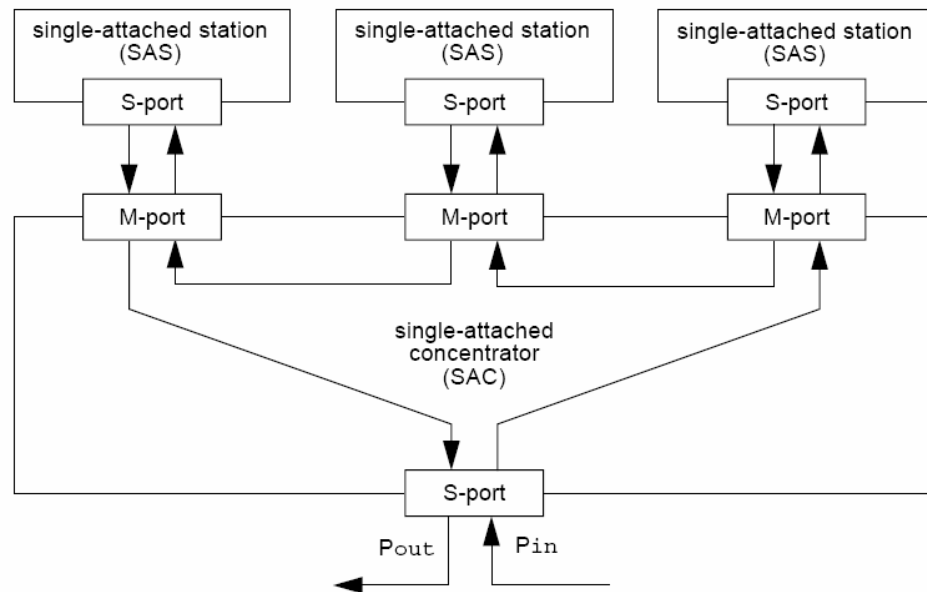 single-attached station
(SAS)
single-attached station
(SAS)
single-attached station
(SAS)
S-port
S-port
S-port
M-port
M-port
M-port
single-attached
concentrator
(SAC)
S-port
Pout
Pin